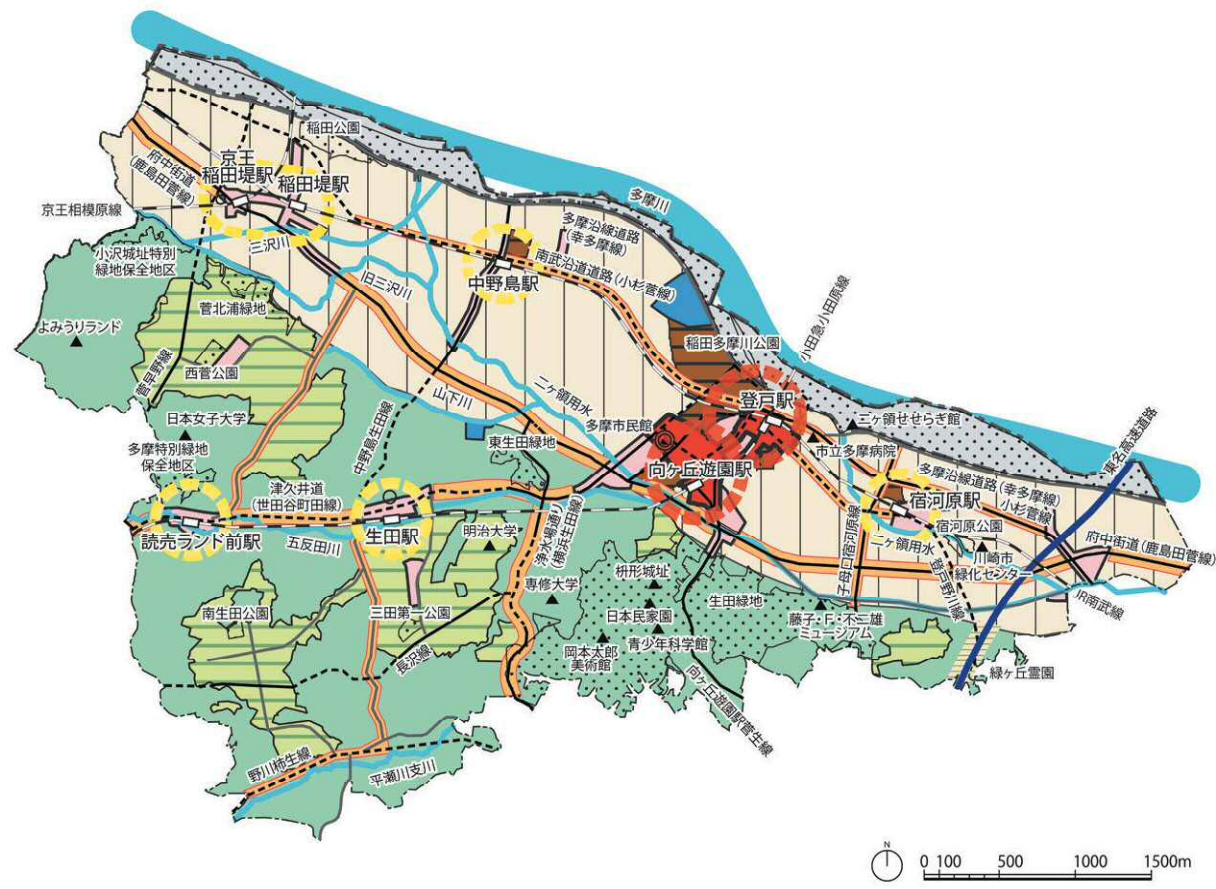 稲田公園
京王
稲田堤駅
稲田堤駅
府中街道
(鹿島田菅線)
京王相模原線
多摩川
三沢川
多摩沿線道路
(幸多摩線)
南武沿道道路(小杉菅線)
中野島駅
小沢城址特別
緑地保全地区
旧三沢川
菅北浦緑地
よみうりランド
小田急小田原線
稲田多摩川公園
菅早野線
西菅公園
二ヶ領用水
山下川
登戸駅
日本女子大学
多摩市民館
二ヶ領せせらぎ館
東名高速道路
多摩特別緑地
保全地区
中野島生田線
東生田緑地
市立多摩病院
向ヶ丘遊園駅
多摩沿線道路(幸多摩線)
小杉菅線
津久井道
(世田谷町田線)
宿河原駅
読売ランド前駅
生田駅
明治大学
浄水場通り
(横浜生田線)
子母口宿河原線
二ヶ領用水
宿河原公園
府中街道(鹿島田菅線)
五反田川
川崎市
緑化センター
登戸野川線
JR南武線
専修大学
枡形城址
生田緑地
南生田公園
三田第一公園
日本民家園
藤子・F・不二雄
ミュージアム
青少年科学館
岡本太郎
美術館
長沢線
緑ヶ丘霊園
向ヶ丘遊園駅菅生線
野川柿生線
平瀬川支川
N
0 100 500 1000 1500m